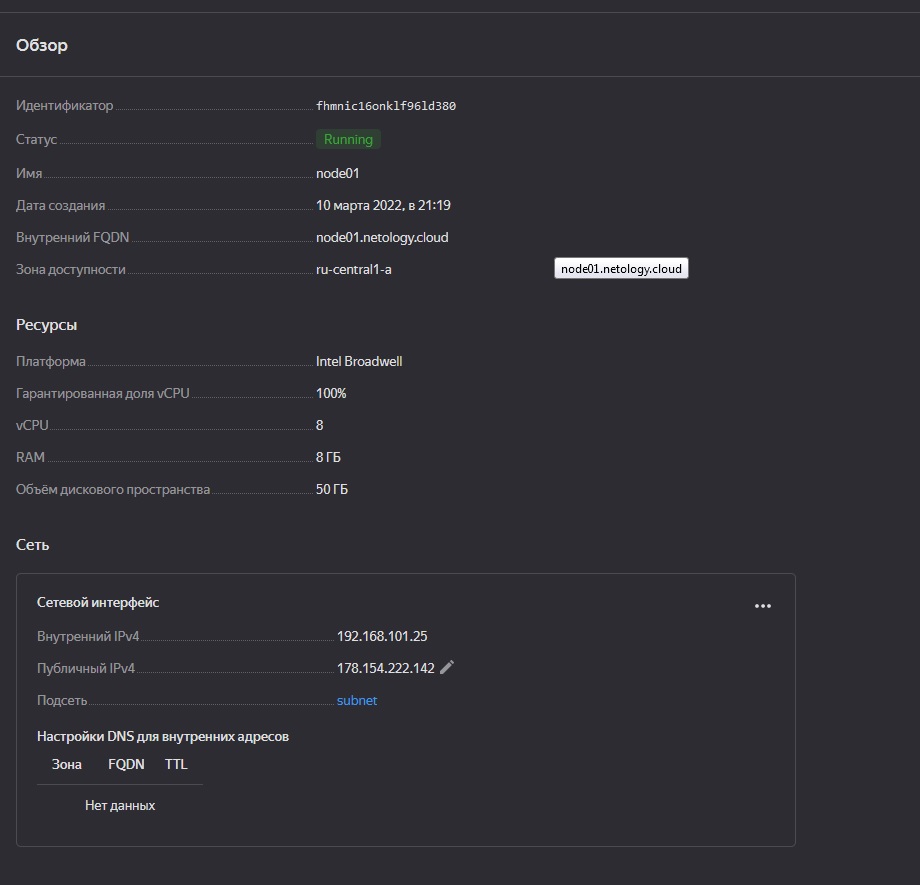 Обзор
Идентификатор fhmnic16onklf96ld380
Статус Running
Имя node01
Дата создания 10 марта 2022, в 21:19
Внутренний FQDN node01.netology.cloud
Зона доступности ru-central1-a
node01.netology.cloud
Ресурсы
Платформа Intel Broadwell
Гарантированная доля vCPU 100%
vCPU 8
RAM 8 ГБ
Объём дискового пространства 50 ГБ
Сеть
Сетевой интерфейс
Внутренний IPv4 192.168.101.25
Публичный IPv4 178.154.222.142
Подсеть subnet
Настройки DNS для внутренних адресов
Зона FQDN TTL
Нет данных